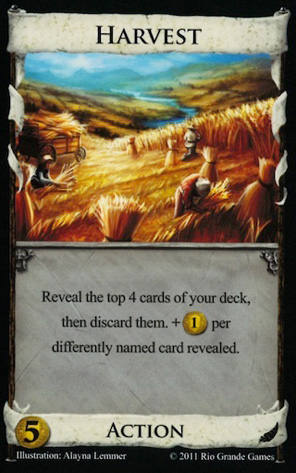 HARVEST
Reveal the top 4 cards of your deck,
then discard them. + 1 per
differently named card revealed.
5 ACTION
Illustration: Alayna Lemmer © 2011 Rio Grande Games